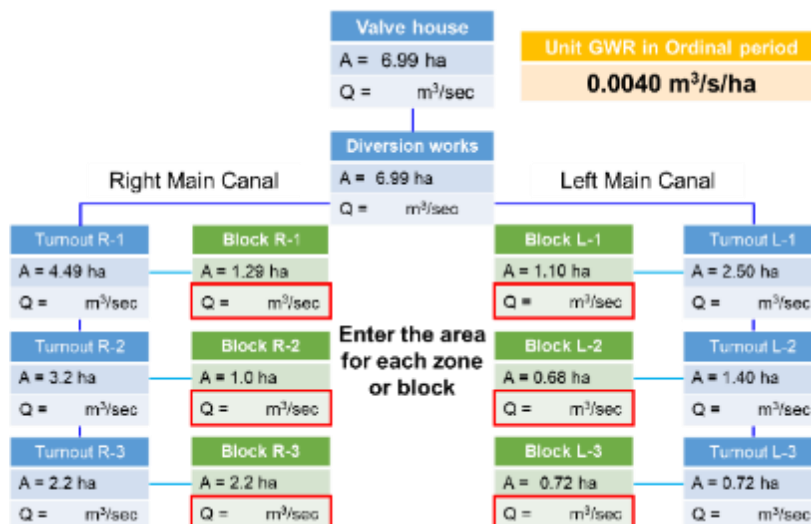 Valve house
A = 6.99 ha
Q = m³/sec
Unit GWR in Ordinal period
0.0040 m³/s/ha
Diversion works
A = 6.99 ha
Q = m³/sec
Right Main Canal
Left Main Canal
Turnout R-1
A = 4.49 ha
Q = m³/sec
Block R-1
A = 1.29 ha
Q = m³/sec
Block L-1
A = 1.10 ha
Q = m³/sec
Turnout L-1
A = 2.50 ha
Q = m³/sec
Enter the area
for each zone
or block
Turnout R-2
A = 3.2 ha
Q = m³/sec
Block R-2
A = 1.0 ha
Q = m³/sec
Block L-2
A = 0.68 ha
Q = m³/sec
Turnout L-2
A = 1.40 ha
Q = m³/sec
Turnout R-3
A = 2.2 ha
Q = m³/sec
Block R-3
A = 2.2 ha
Q = m³/sec
Block L-3
A = 0.72 ha
Q = m³/sec
Turnout L-3
A = 0.72 ha
Q = m³/sec